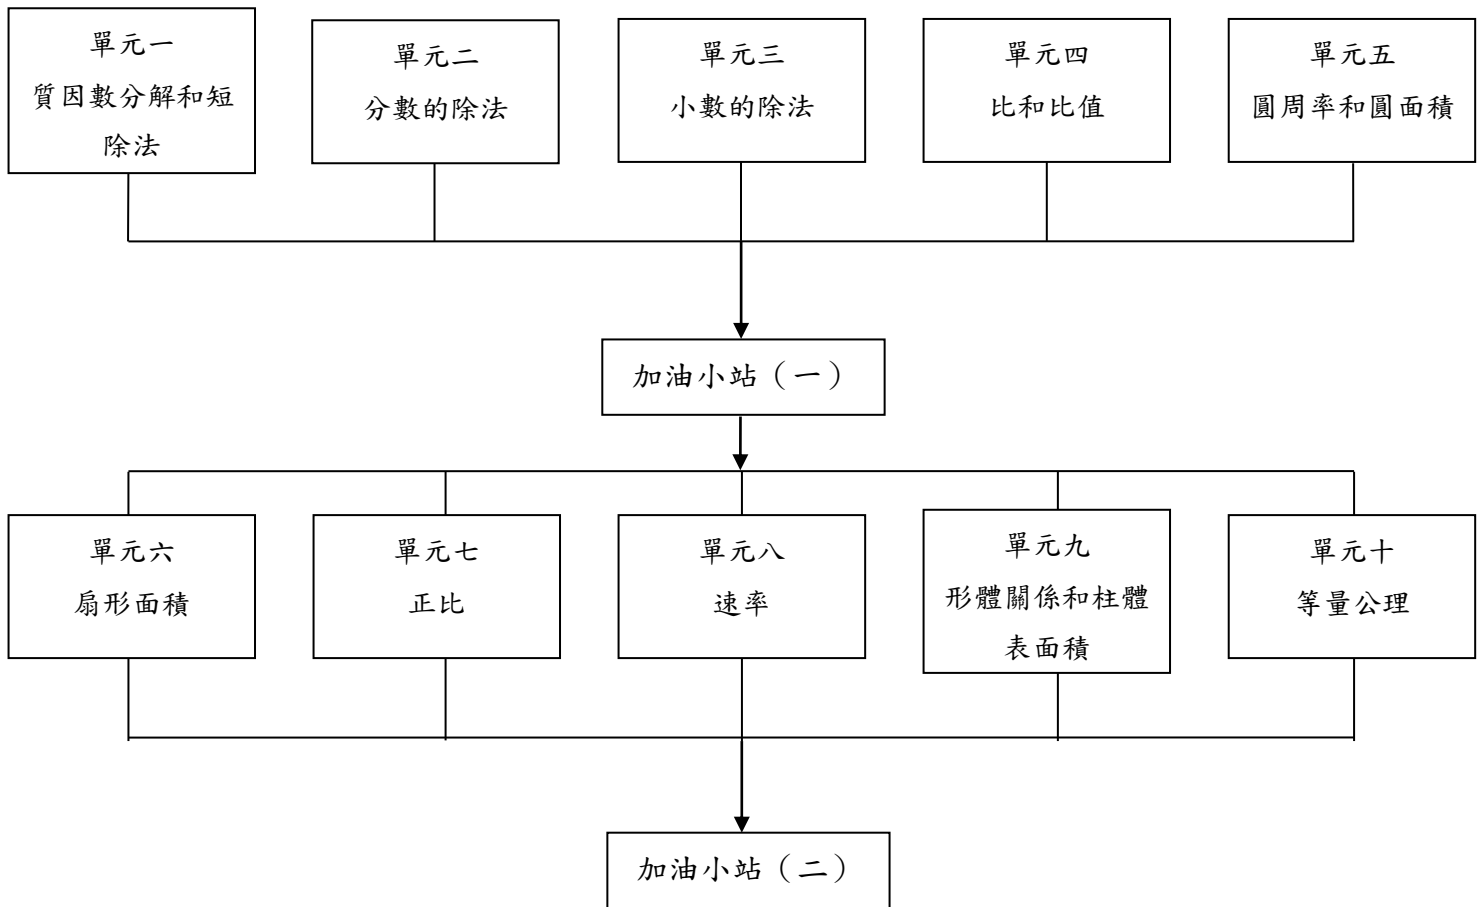 單元一
質因數分解和短
除法
單元二
分數的除法
單元三
小數的除法
單元四
比和比值
單元五
圓周率和圓面積
加油小站（一）
單元六
扇形面積
單元七
正比
單元八
速率
單元九
形體關係和柱體
表面積
單元十
等量公理
加油小站（二）